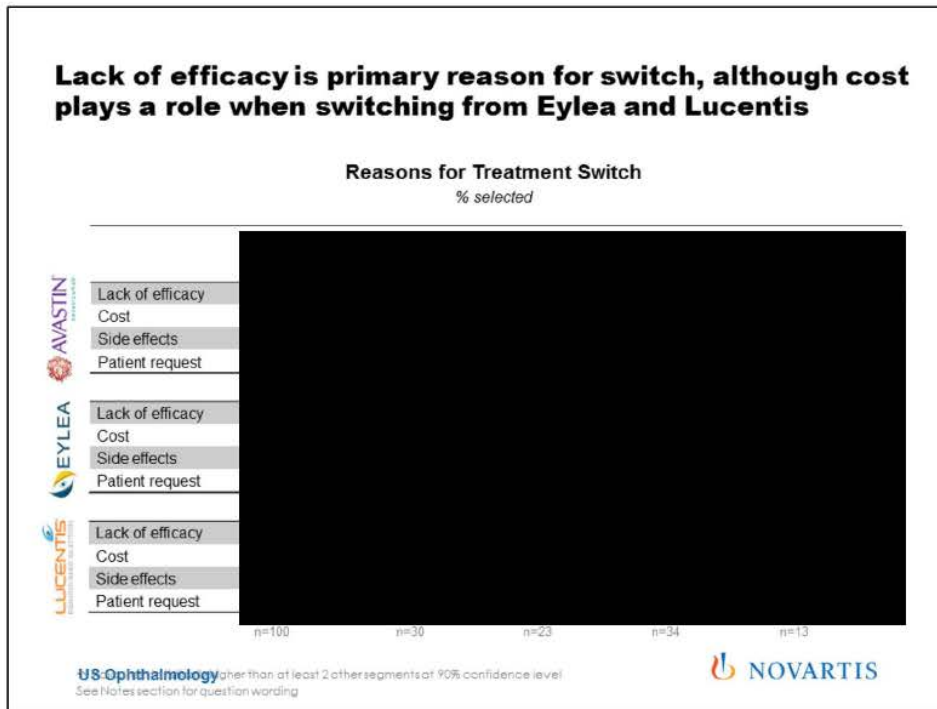 Lack of efficacy is primary reason for switch, although cost
plays a role when switching from Eylea and Lucentis
Reasons for Treatment Switch
% selected
AVASTIN
Lack of efficacy
Cost
Side effects
Patient request
EYLEA
Lack of efficacy
Cost
Side effects
Patient request
LUCENTIS
Lack of efficacy
Cost
Side effects
Patient request
n=100 n=30 n=23 n=34 n=13
US Ophthalmology higher than at least 2 other segments at 90% confidence level
See Notes section for question wording
NOVARTIS